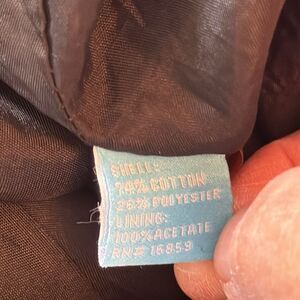 SHELL:
74% COTTON
26% POLYESTER
LINING:
100% ACETATE
RN# 16859